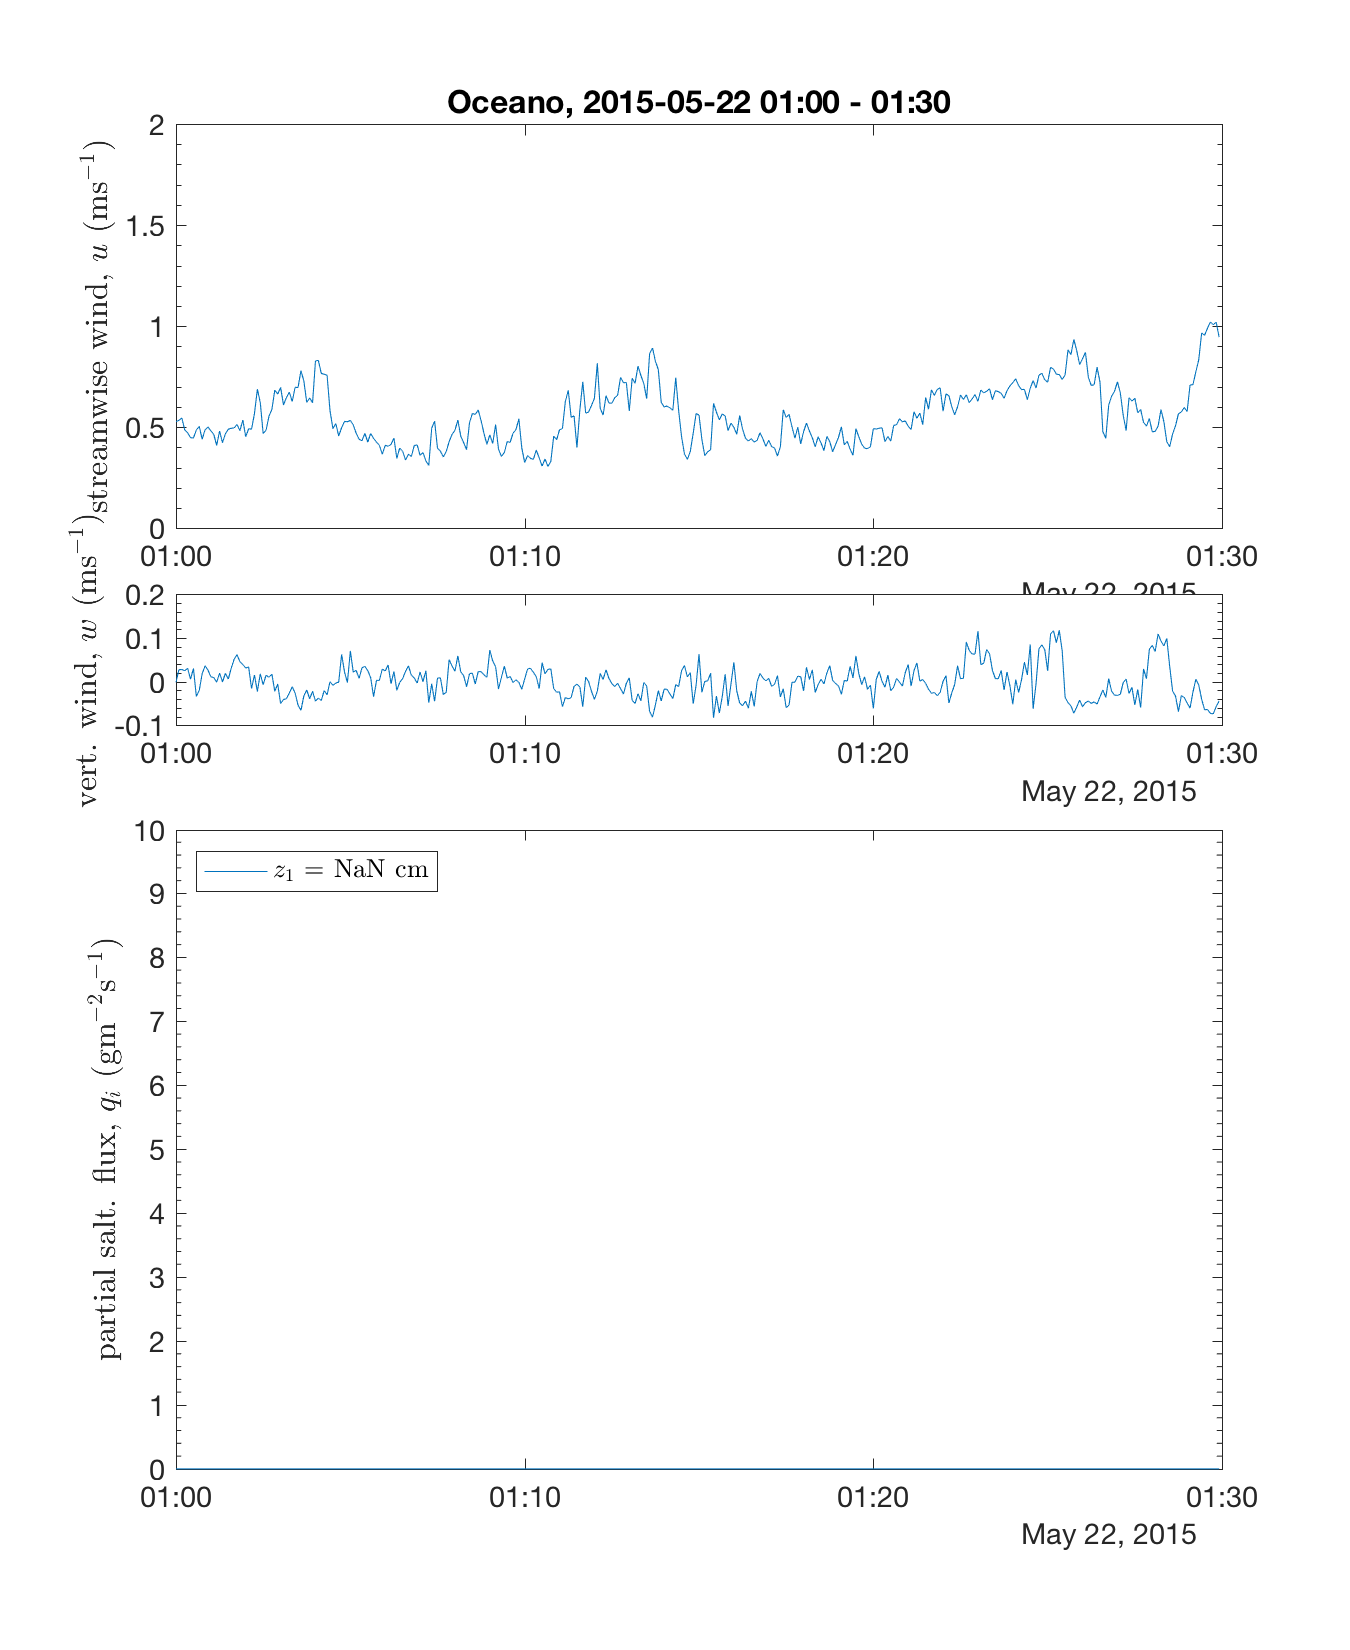 Oceano, 2015-05-22 01:00 - 01:30
streamwise wind, u (ms⁻¹)
2
1.5
1
0.5
0
01:00 01:10 01:20 01:30
May 22, 2015
vert. wind, w (ms⁻¹)
0.2
0.1
0
-0.1
01:00 01:10 01:20 01:30
May 22, 2015
partial salt. flux, qᵢ (gm⁻²s⁻¹)
10
9
8
7
6
5
4
3
2
1
0
z₁ = NaN cm
01:00 01:10 01:20 01:30
May 22, 2015